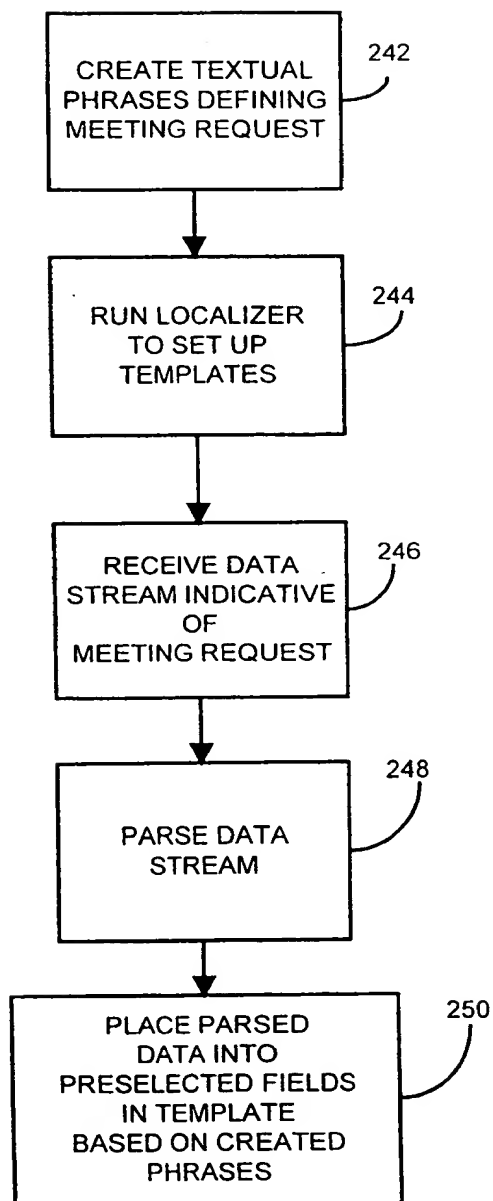 CREATE TEXTUAL
PHRASES DEFINING
MEETING REQUEST
242
RUN LOCALIZER
TO SET UP
TEMPLATES
244
RECEIVE DATA
STREAM INDICATIVE
OF
MEETING REQUEST
246
PARSE DATA
STREAM
248
PLACE PARSED
DATA INTO
PRESELECTED FIELDS
IN TEMPLATE
BASED ON CREATED
PHRASES
250